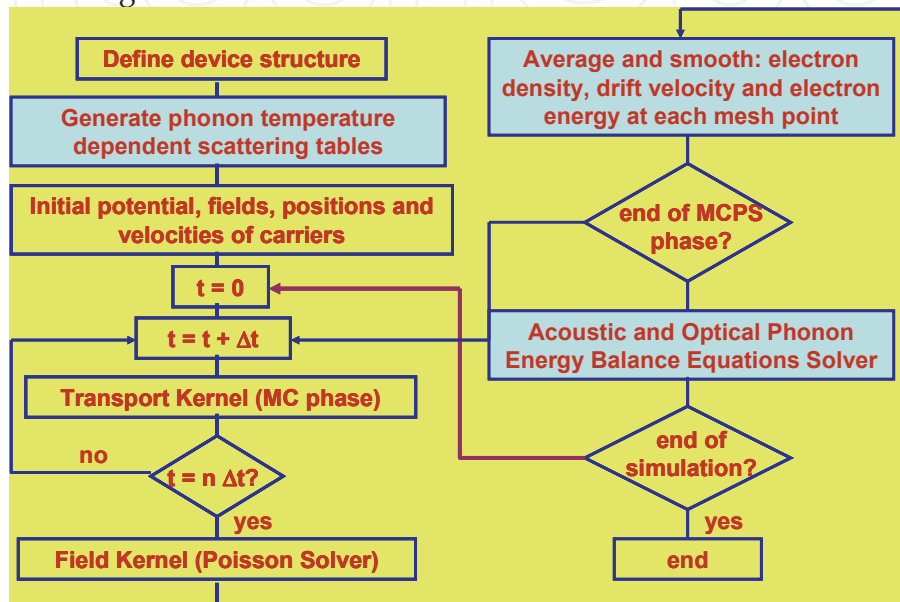 Define device structure
Generate phonon temperature
dependent scattering tables
Initial potential, fields, positions and
velocities of carriers
t = 0
t = t + Δt
Transport Kernel (MC phase)
no
t = n Δt?
yes
Field Kernel (Poisson Solver)
Average and smooth: electron
density, drift velocity and electron
energy at each mesh point
end of MCPS
phase?
Acoustic and Optical Phonon
Energy Balance Equations Solver
end of
simulation?
yes
end